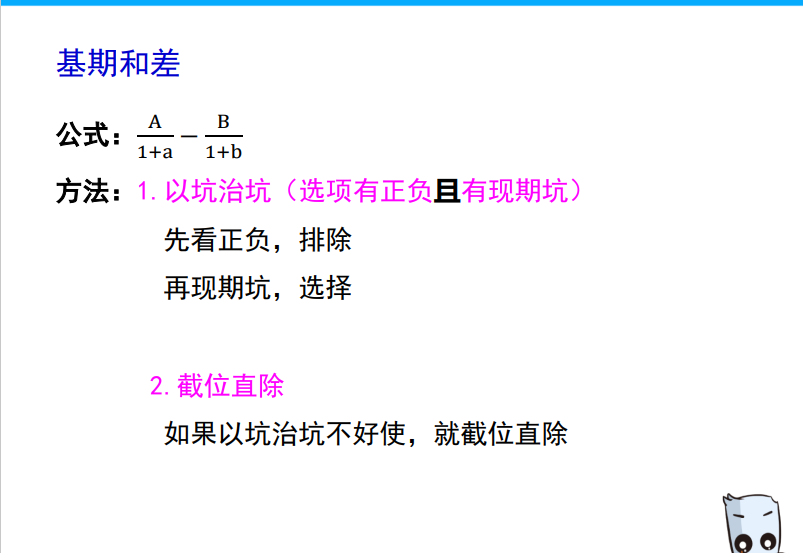 基期和差
公式：A/1+a − B/1+b
方法：1.以坑治坑（选项有正负且有现期坑）
先看正负，排除
再现期坑，选择
2.截位直除
如果以坑治坑不好使，就截位直除